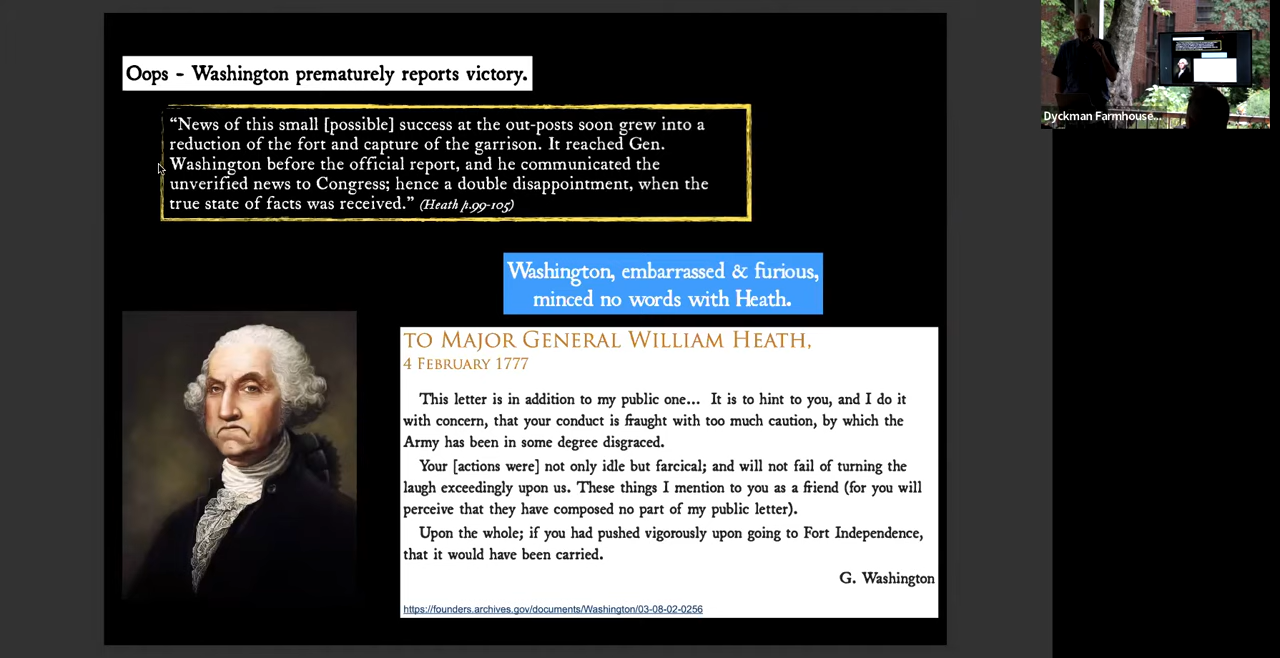 Oops - Washington prematurely reports victory.
“News of this small [possible] success at the out-posts soon grew into a
reduction of the fort and capture of the garrison. It reached Gen.
Washington before the official report, and he communicated the
unverified news to Congress; hence a double disappointment, when the
true state of facts was received.” (Heath p.99-105)
Washington, embarrassed & furious,
minced no words with Heath.
TO MAJOR GENERAL WILLIAM HEATH,
4 FEBRUARY 1777
This letter is in addition to my public one... It is to hint to you, and I do it
with concern, that your conduct is fraught with too much caution, by which the
Army has been in some degree disgraced.
Your [actions were] not only idle but farcical; and will not fail of turning the
laugh exceedingly upon us. These things I mention to you as a friend (for you will
perceive that they have composed no part of my public letter).
Upon the whole; if you had pushed vigorously upon going to Fort Independence,
that it would have been carried.
G. Washington
https://founders.archives.gov/documents/Washington/03-08-02-0256
Dyckman Farmhouse...